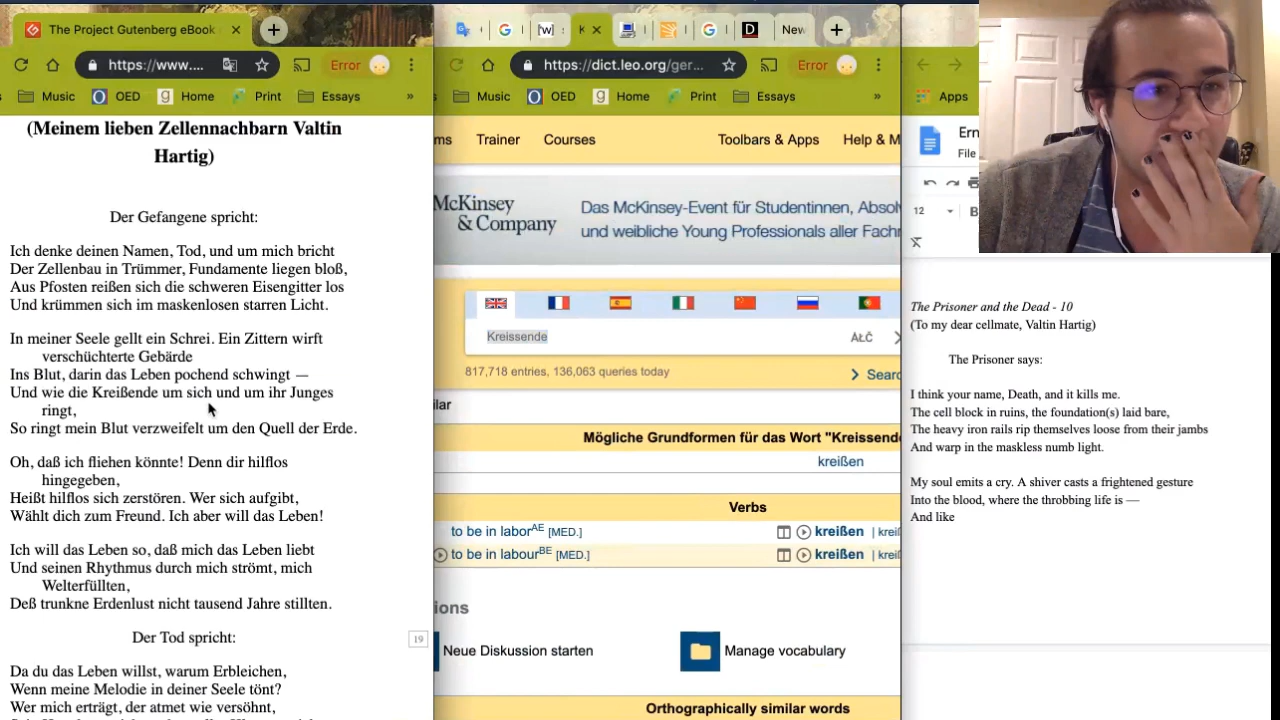 The Project Gutenberg eBook
https://www....
Error
Music
OED
Home
Print
Essays
»
(Meinem lieben Zellennachbarn Valtin
Hartig)
Der Gefangene spricht:
Ich denke deinen Namen, Tod, und um mich bricht
Der Zellenbau in Trümmer, Fundamente liegen bloß,
Aus Pfosten reißen sich die schweren Eisengitter los
Und krümmen sich im maskenlosen starren Licht.
In meiner Seele gellt ein Schrei. Ein Zittern wirft
verschüchterte Gebärde
Ins Blut, darin das Leben pochend schwingt —
Und wie die Kreißende um sich und um ihr Junges
ringt,
So ringt mein Blut verzweifelt um den Quell der Erde.
Oh, daß ich fliehen könnte! Denn dir hilflos
hingegeben,
Heißt hilflos sich zerstören. Wer sich aufgibt,
Wählt dich zum Freund. Ich aber will das Leben!
Ich will das Leben so, daß mich das Leben liebt
Und seinen Rhythmus durch mich strömt, mich
Welterfüllten,
Deß trunkne Erdenlust nicht tausend Jahre stillten.
Der Tod spricht:
19
Da du das Leben willst, warum Erbleichen,
Wenn meine Melodie in deiner Seele tönt?
Wer mich erträgt, der atmet wie versöhnt,
[w]
K
D
New
https://dict.leo.org/ger...
Error
Music
OED
Home
Print
Essays
»
ms
Trainer
Courses
Toolbars & Apps
Help & M
McKinsey
& Company
Das McKinsey-Event für Studentinnen, Absol
und weibliche Young Professionals aller Fach
Kreissende
ÄŁČ
817,718 entries, 136,063 queries today
Sear
ilar
Mögliche Grundformen für das Wort "Kreissende
kreißen
Verbs
to be in labor AE [MED.]
kreißen | krei
to be in labour BE [MED.]
kreißen | krei
ions
Neue Diskussion starten
Manage vocabulary
Orthographically similar words
Apps
Ern
File
12
B
The Prisoner and the Dead - 10
(To my dear cellmate, Valtin Hartig)
The Prisoner says:
I think your name, Death, and it kills me.
The cell block in ruins, the foundation(s) laid bare,
The heavy iron rails rip themselves loose from their jambs
And warp in the maskless numb light.
My soul emits a cry. A shiver casts a frightened gesture
Into the blood, where the throbbing life is —
And like